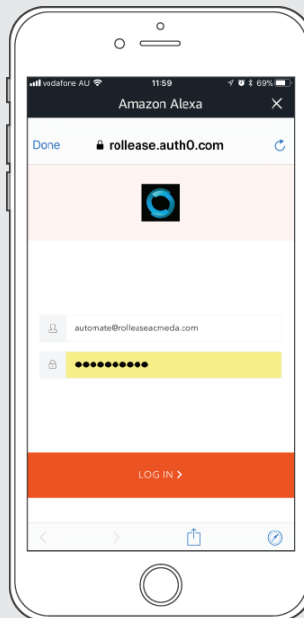 vodafone AU 11:59 69%
Amazon Alexa
Done rollease.auth0.com
automate@rolleaseacmeda.com
••••••••••
LOG IN >